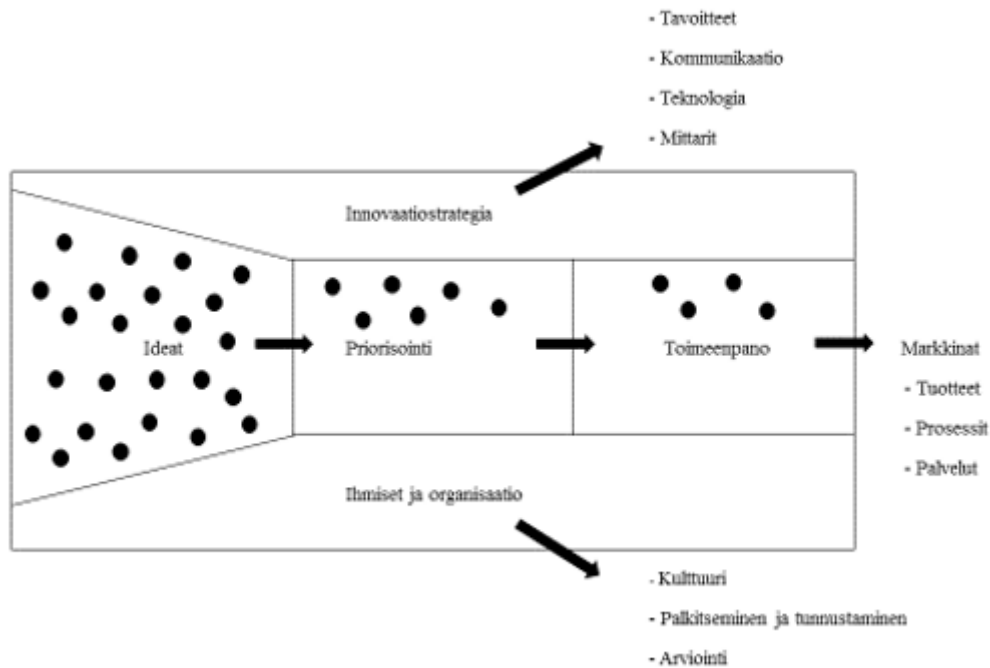 - Tavoitteet
- Kommunikaatio
- Teknologia
- Mittarit
Innovaatiostrategia
Ideat
Priorisointi
Toimeenpano
Markkinat
- Tuotteet
- Prosessit
- Palvelut
Ihmiset ja organisaatio
- Kulttuuri
- Palkitseminen ja tunnustaminen
- Arviointi